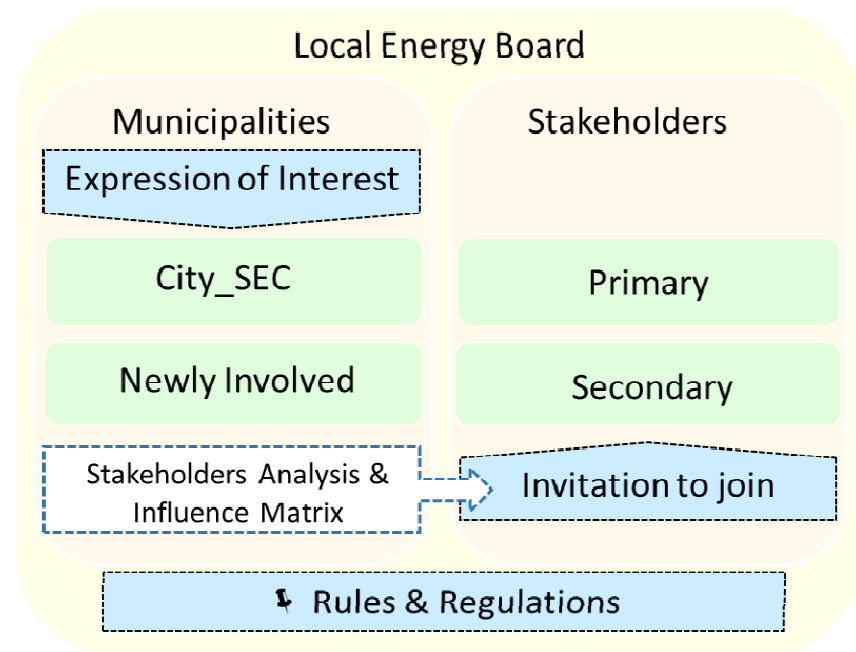 Local Energy Board
Municipalities
Expression of Interest
City_SEC
Newly Involved
Stakeholders Analysis &
Influence Matrix
Stakeholders
Primary
Secondary
Invitation to join
Rules & Regulations